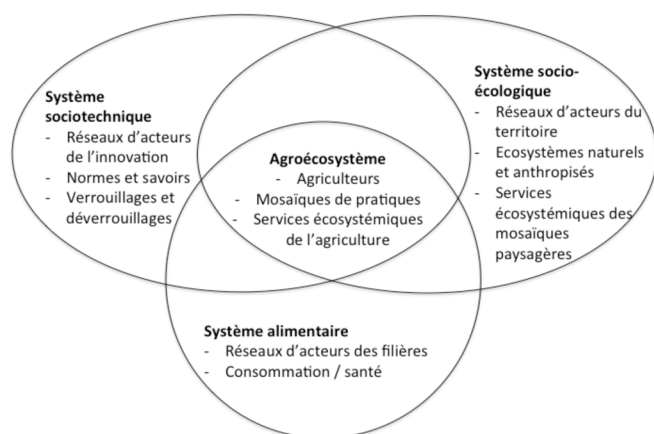 Système
sociotechnique
- Réseaux d'acteurs
de l'innovation
- Normes et savoirs
- Verrouillages et
déverrouillages
Système socio-
écologique
- Réseaux d'acteurs du
territoire
- Ecosystèmes naturels
et anthropisés
- Services
écosystémiques des
mosaïques
paysagères
Agroécosystème
- Agriculteurs
- Mosaïques de pratiques
- Services écosystémiques
de l'agriculture
Système alimentaire
- Réseaux d'acteurs des filières
- Consommation / santé